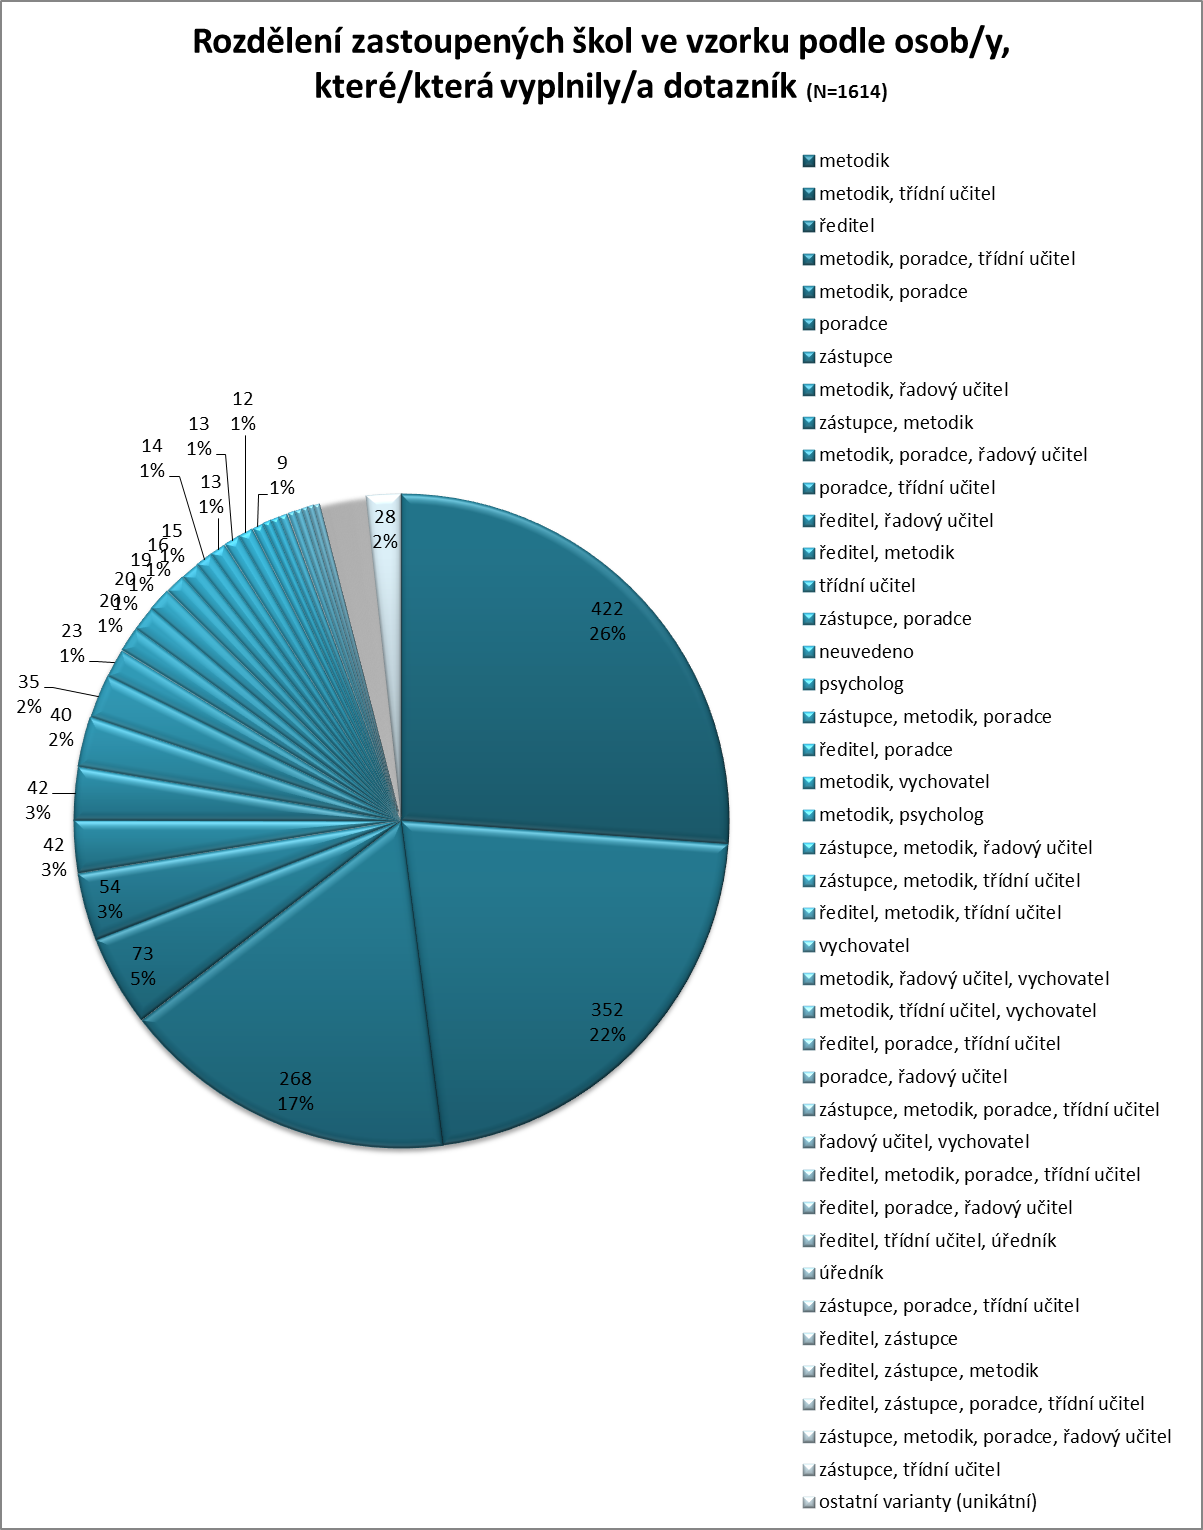 Rozdělení zastoupených škol ve vzorku podle osob/y,
které/která vyplnily/a dotazník (N=1614)
metodik
metodik, třídní učitel
ředitel
metodik, poradce, třídní učitel
metodik, poradce
poradce
zástupce
metodik, řadový učitel
zástupce, metodik
metodik, poradce, řadový učitel
poradce, třídní učitel
ředitel, řadový učitel
ředitel, metodik
třídní učitel
zástupce, poradce
neuvedeno
psycholog
zástupce, metodik, poradce
ředitel, poradce
metodik, vychovatel
metodik, psycholog
zástupce, metodik, řadový učitel
zástupce, metodik, třídní učitel
ředitel, metodik, třídní učitel
vychovatel
metodik, řadový učitel, vychovatel
metodik, třídní učitel, vychovatel
ředitel, poradce, třídní učitel
poradce, řadový učitel
zástupce, metodik, poradce, třídní učitel
řadový učitel, vychovatel
ředitel, metodik, poradce, třídní učitel
ředitel, poradce, řadový učitel
ředitel, třídní učitel, úředník
úředník
zástupce, poradce, třídní učitel
ředitel, zástupce
ředitel, zástupce, metodik
ředitel, zástupce, poradce, třídní učitel
zástupce, metodik, poradce, řadový učitel
zástupce, třídní učitel
ostatní varianty (unikátní)
422
26%
352
22%
268
17%
73
5%
54
3%
42
3%
42
3%
40
2%
35
2%
23
1%
20
1%
20
1%
19
1%
16
1%
15
1%
14
1%
13
1%
13
1%
12
1%
9
1%
28
2%